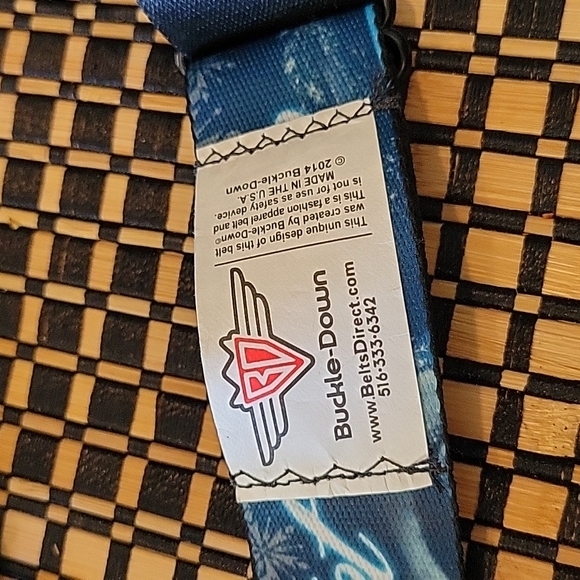 This unique design of this belt
was created by Buckle-Down©
This is a fashion apparel belt and
is not for use as safety device.
MADE IN THE U.S.A.
© 2014 Buckle-Down
BD
Buckle-Down
www.BeltsDirect.com
516·333·6342